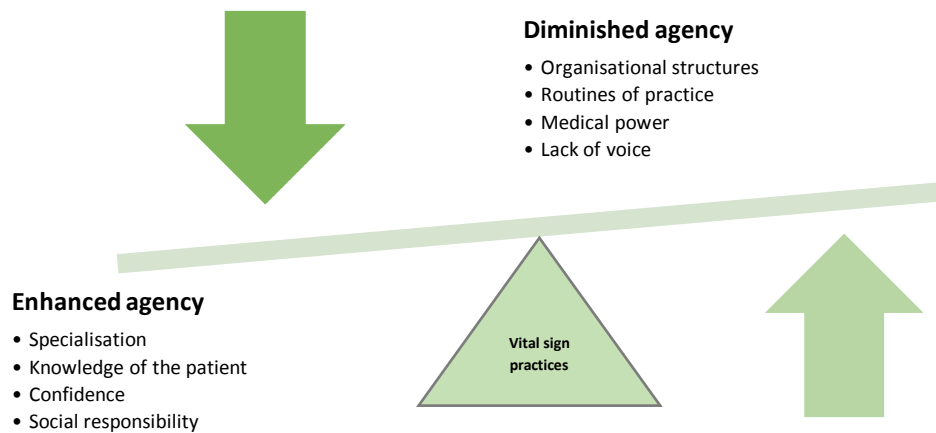 Diminished agency
• Organisational structures
• Routines of practice
• Medical power
• Lack of voice
Enhanced agency
• Specialisation
• Knowledge of the patient
• Confidence
• Social responsibility
Vital sign
practices